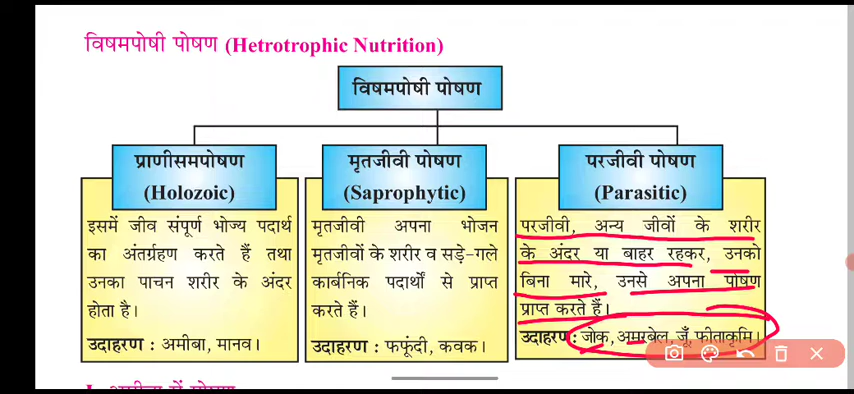 विषमपोषी पोषण (Hetrotrophic Nutrition)
विषमपोषी पोषण
प्राणीसमपोषण
(Holozoic)
इसमें जीव संपूर्ण भोज्य पदार्थ
का अंतर्ग्रहण करते हैं तथा
उनका पाचन शरीर के अंदर
होता है।
उदाहरण : अमीबा, मानव।
मृतजीवी पोषण
(Saprophytic)
मृतजीवी अपना भोजन
मृतजीवों के शरीर व सड़े-गले
कार्बनिक पदार्थों से प्राप्त
करते हैं।
उदाहरण : फफूंदी, कवक।
परजीवी पोषण
(Parasitic)
परजीवी, अन्य जीवों के शरीर
के अंदर या बाहर रहकर, उनको
बिना मारे, उनसे अपना पोषण
प्राप्त करते हैं।
उदाहरण: जोंक, अमरबेल, जूँ, फीताकृमि।